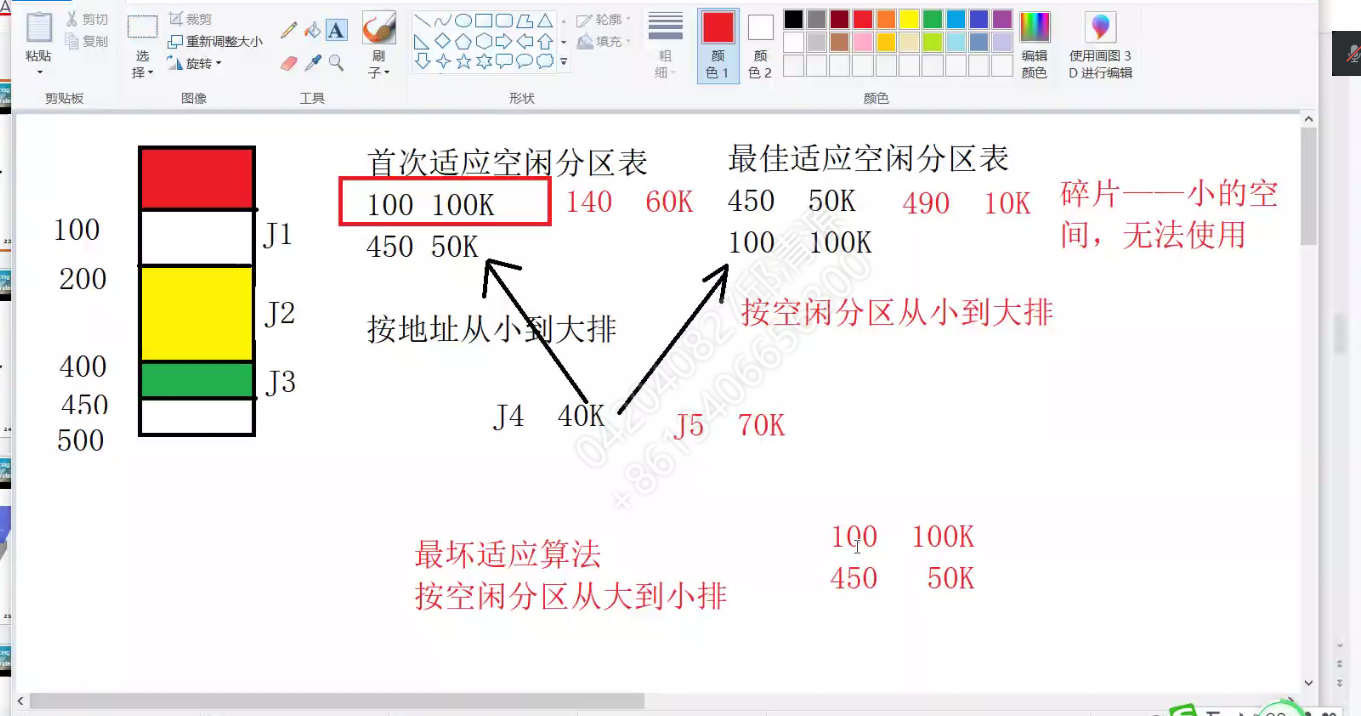 A
粘贴
剪切
复制
剪贴板
选择
裁剪
重新调整大小
旋转
图像
A
工具
刷子
轮廓
填充
形状
粗细
颜色 1
颜色 2
颜色
编辑颜色
使用画图 3
D 进行编辑
首次适应空闲分区表
100 100K
140 60K
450 50K
按地址从小到大排
最佳适应空闲分区表
450 50K
490 10K
100 100K
按空闲分区从小到大排
碎片——小的空
间，无法使用
100
200
400
450
500
J1
J2
J3
J4 40K
J5 70K
最坏适应算法
按空闲分区从大到小排
100 100K
450 50K